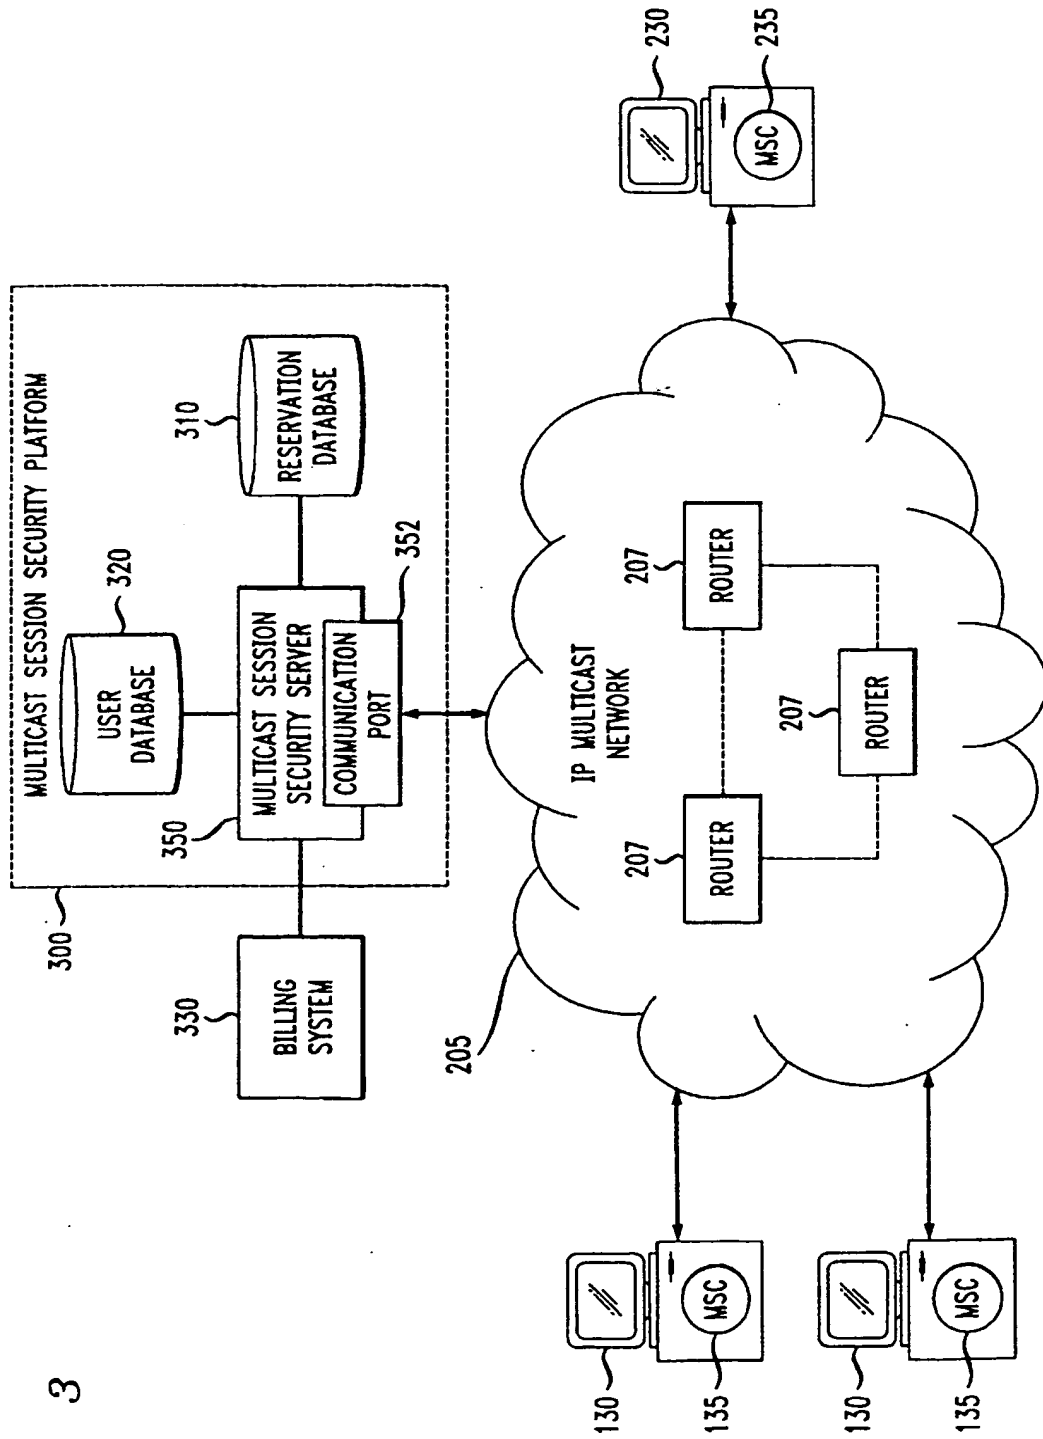 3
MULTICAST SESSION SECURITY PLATFORM
300
320
USER
DATABASE
310
RESERVATION
DATABASE
330
BILLING
SYSTEM
350
MULTICAST SESSION
SECURITY SERVER
COMMUNICATION
PORT
352
205
IP MULTICAST
NETWORK
207
ROUTER
207
ROUTER
207
ROUTER
130
MSC
135
130
MSC
135
230
MSC
235